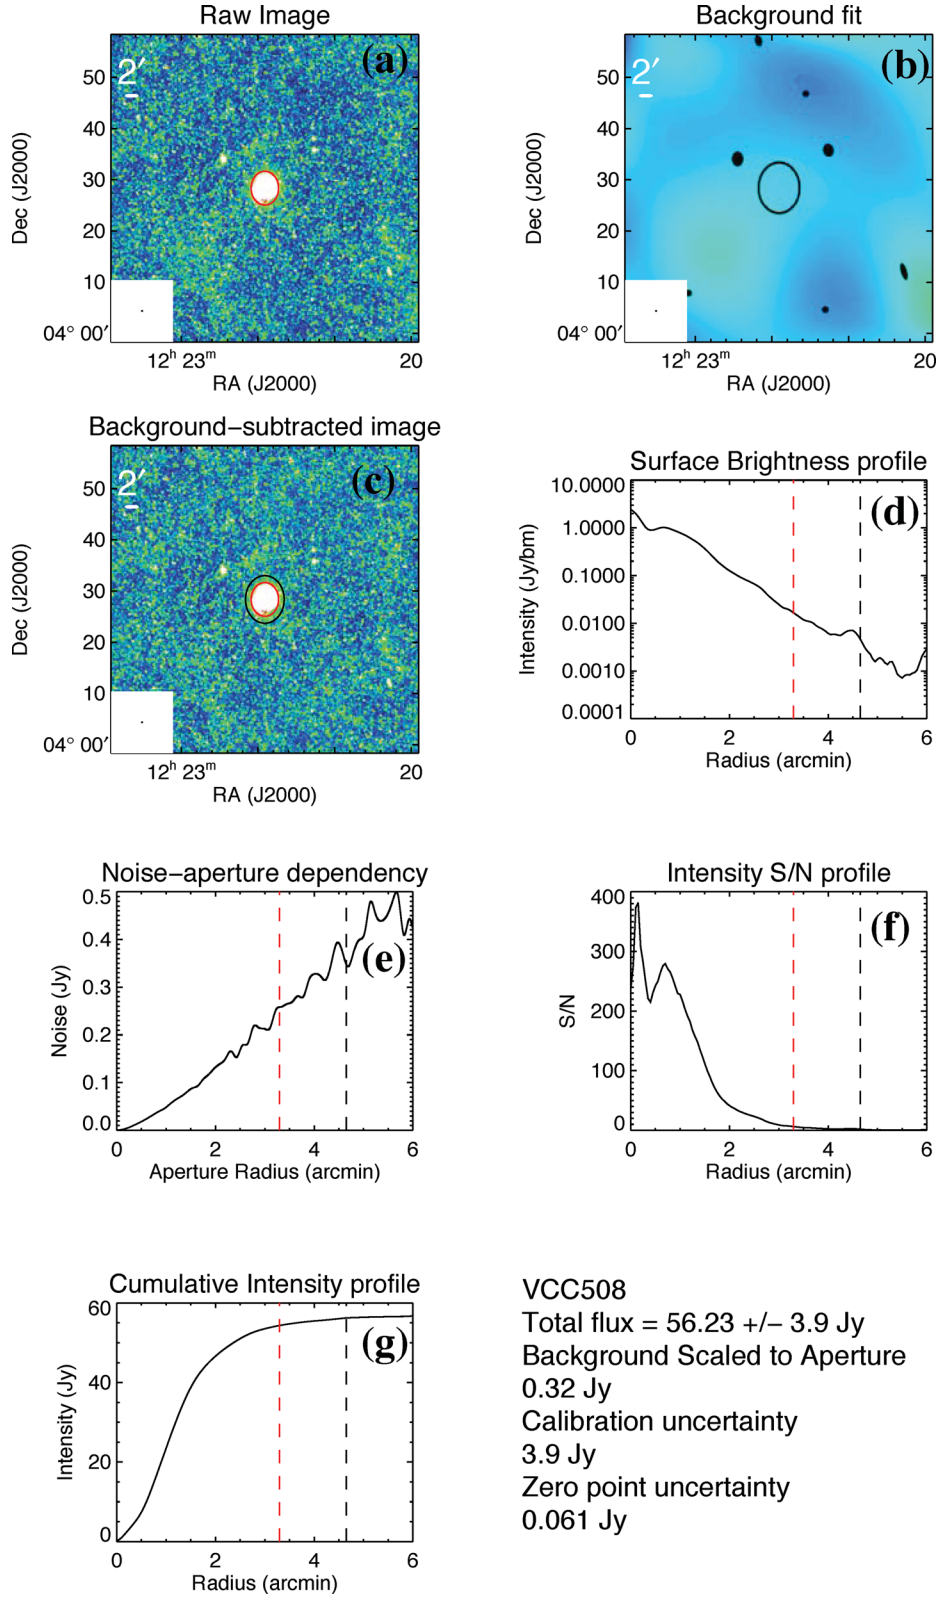 Raw Image
(a)
2′
50
40
30
20
10
04° 00′
Dec (J2000)
12h 23m
20
RA (J2000)
Background fit
(b)
2′
50
40
30
20
10
04° 00′
Dec (J2000)
12h 23m
20
RA (J2000)
Background−subtracted image
(c)
2′
50
40
30
20
10
04° 00′
Dec (J2000)
12h 23m
20
RA (J2000)
Surface Brightness profile
(d)
10.0000
1.0000
0.1000
0.0100
0.0010
0.0001
Intensity (Jy/bm)
0 2 4 6
Radius (arcmin)
Noise−aperture dependency
(e)
0.5
0.4
0.3
0.2
0.1
0.0
Noise (Jy)
0 2 4 6
Aperture Radius (arcmin)
Intensity S/N profile
(f)
400
300
200
100
0
S/N
0 2 4 6
Radius (arcmin)
Cumulative Intensity profile
(g)
60
40
20
0
Intensity (Jy)
0 2 4 6
Radius (arcmin)
VCC508
Total flux = 56.23 +/− 3.9 Jy
Background Scaled to Aperture
0.32 Jy
Calibration uncertainty
3.9 Jy
Zero point uncertainty
0.061 Jy